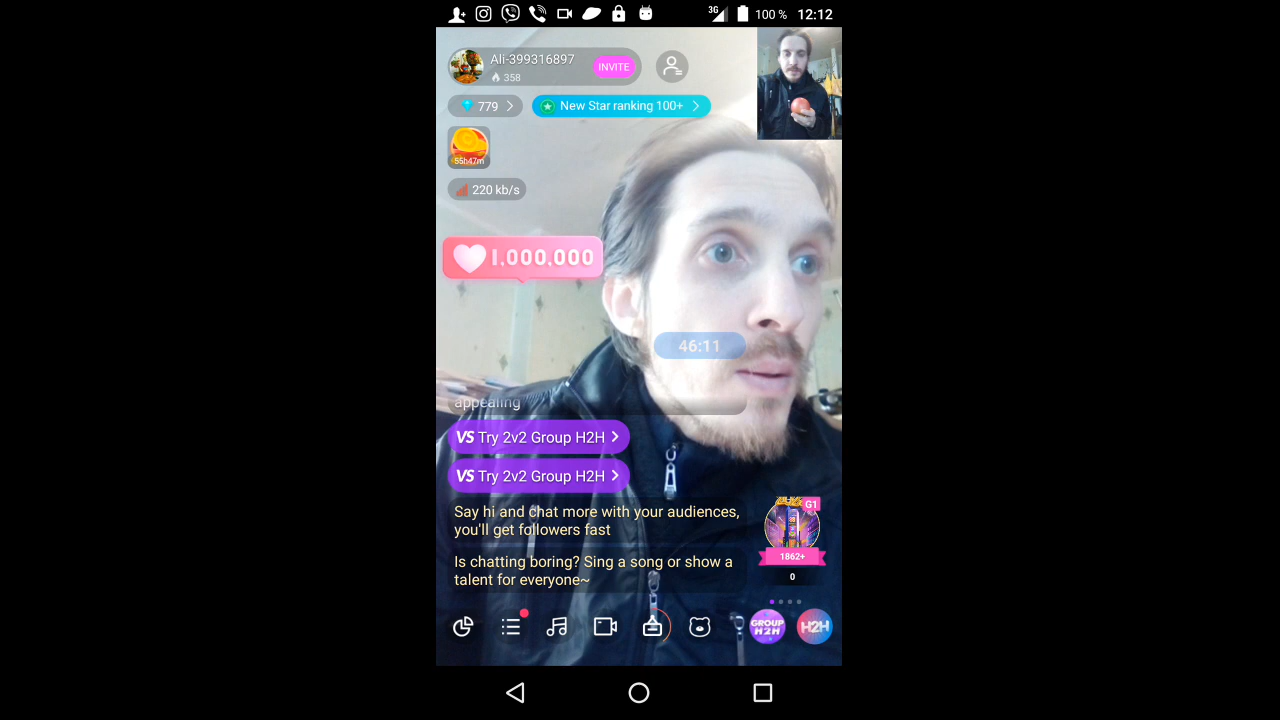 3G 100 % 12:12
Ali-399316897
358
INVITE
779
New Star ranking 100+
55h47m
220 kb/s
1,000,000
46:11
appealing
VS Try 2v2 Group H2H
VS Try 2v2 Group H2H
Say hi and chat more with your audiences,
you'll get followers fast
G1
1862+
Is chatting boring? Sing a song or show a
talent for everyone~
0
GROUP
H2H
H2H